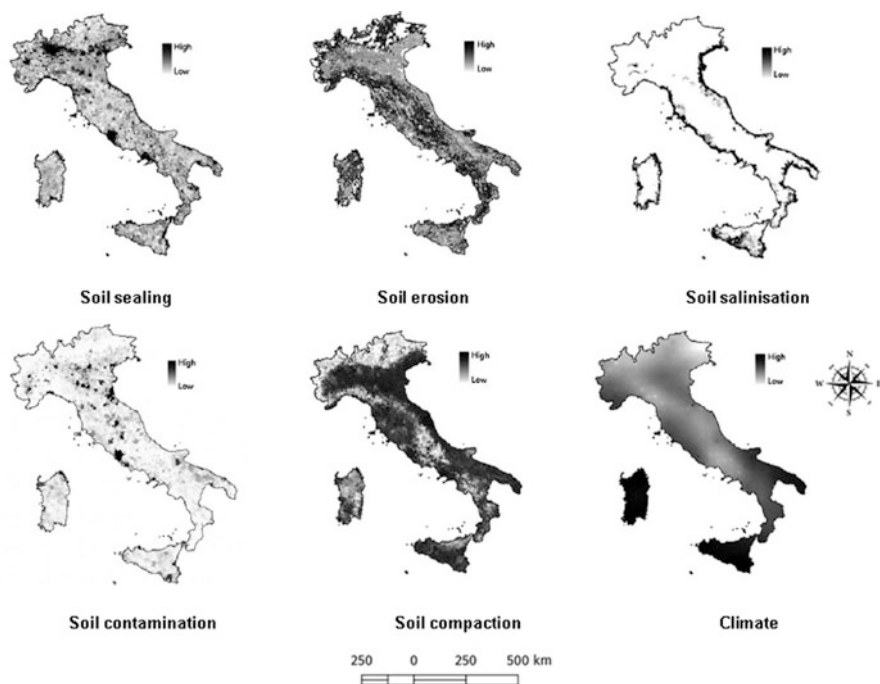 High
Low
High
Low
High
Low
Soil sealing
Soil erosion
Soil salinisation
High
Low
High
Low
High
Low
N
W
E
S
Soil contamination
Soil compaction
Climate
250 0 250 500 km